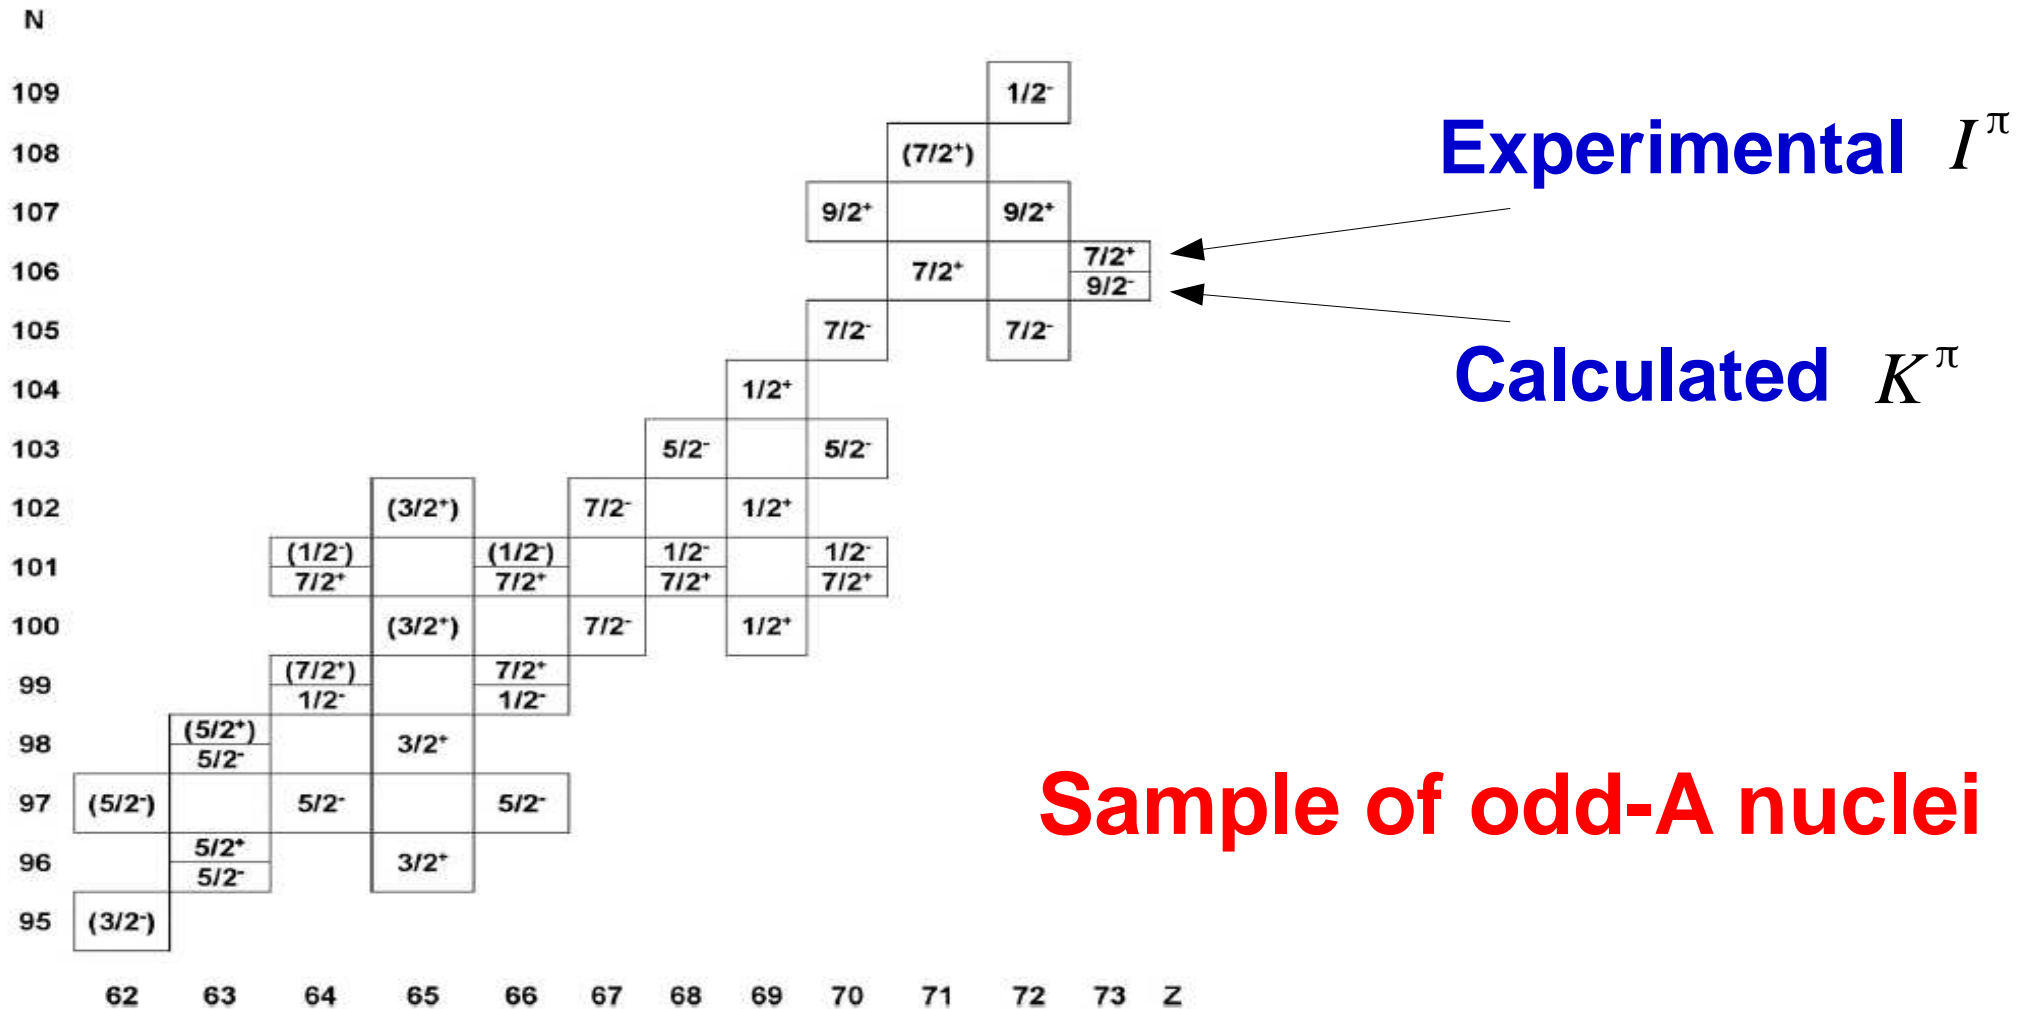 N
109 1/2⁻
Experimental I^π
108 (7/2⁺)
107 9/2⁺ 9/2⁺
7/2⁺
106 7/2⁺
9/2⁻
105 7/2⁻ 7/2⁻
Calculated K^π
104 1/2⁺
103 5/2⁻ 5/2⁻
102 (3/2⁺) 7/2⁻ 1/2⁺
(1/2⁻) (1/2⁻) 1/2⁻ 1/2⁻
101
7/2⁺ 7/2⁺ 7/2⁺ 7/2⁺
100 (3/2⁺) 7/2⁻ 1/2⁺
(7/2⁺) 7/2⁺
99
1/2⁻ 1/2⁻
(5/2⁺)
98 3/2⁺
5/2⁻
97 (5/2⁻) 5/2⁻ 5/2⁻
Sample of odd-A nuclei
5/2⁺
96 3/2⁺
5/2⁻
95 (3/2⁻)
62 63 64 65 66 67 68 69 70 71 72 73 Z